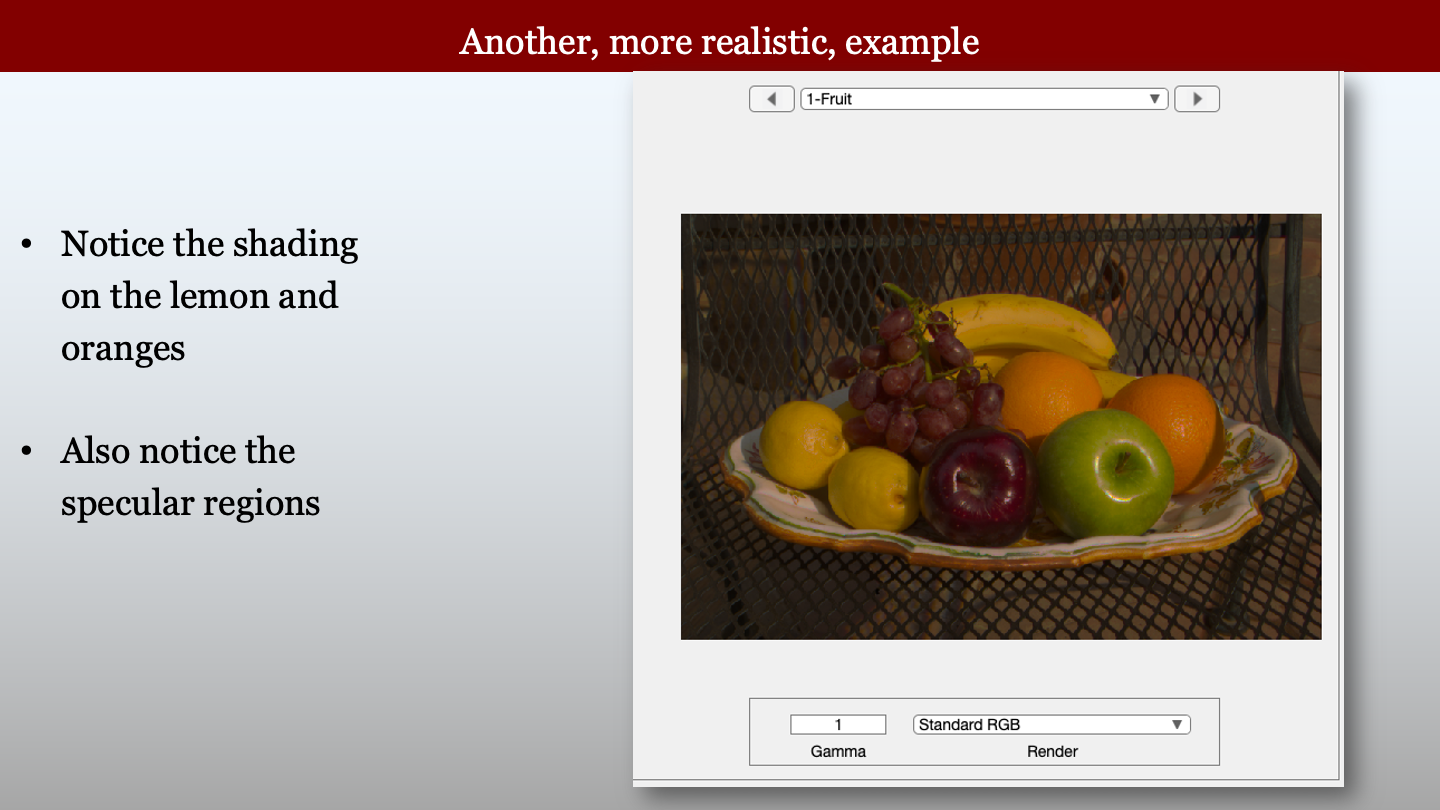 Another, more realistic, example
• Notice the shading
on the lemon and
oranges
• Also notice the
specular regions
1-Fruit
1
Standard RGB
Gamma
Render